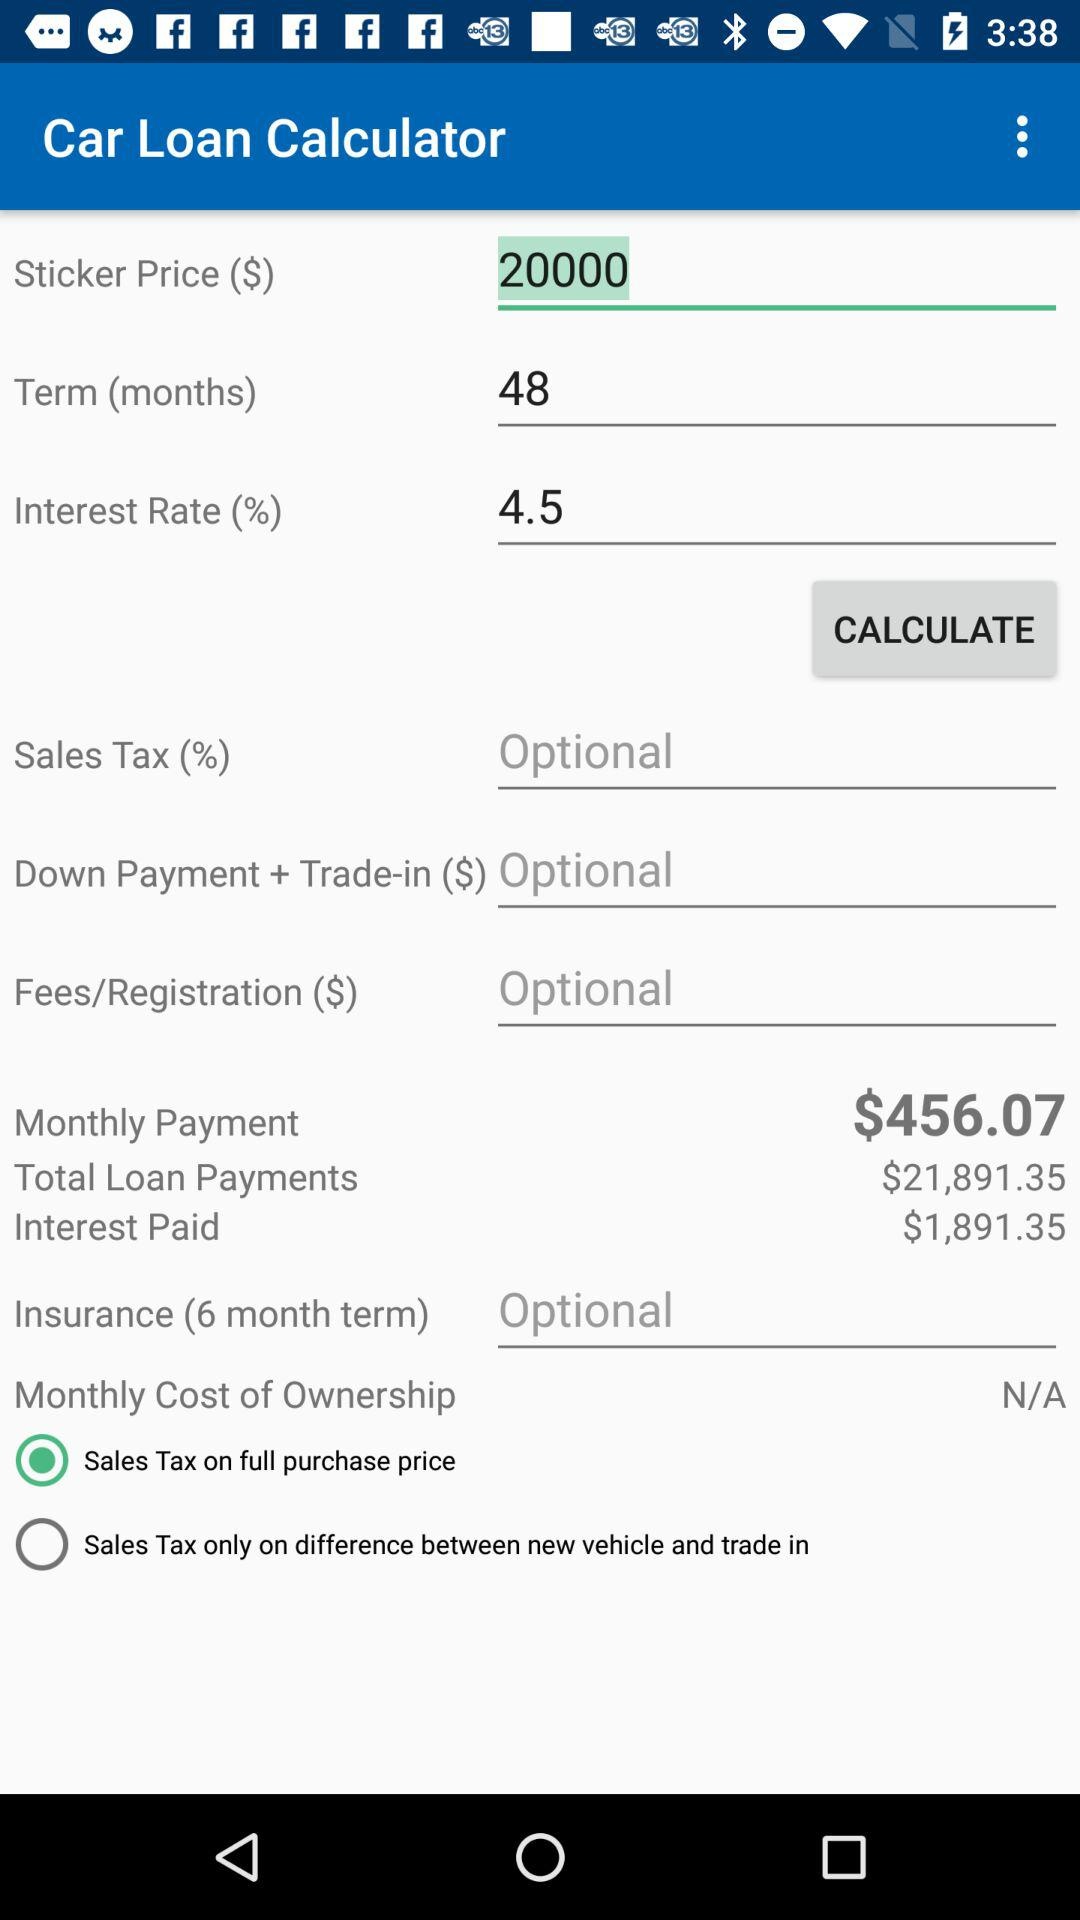 abc13 abc13 abc13 3:38
Car Loan Calculator
Sticker Price ($) 20000
Term (months) 48
Interest Rate (%) 4.5
CALCULATE
Sales Tax (%) Optional
Down Payment + Trade-in ($) Optional
Fees/Registration ($) Optional
Monthly Payment $456.07
Total Loan Payments $21,891.35
Interest Paid $1,891.35
Insurance (6 month term) Optional
Monthly Cost of Ownership N/A
Sales Tax on full purchase price
Sales Tax only on difference between new vehicle and trade in